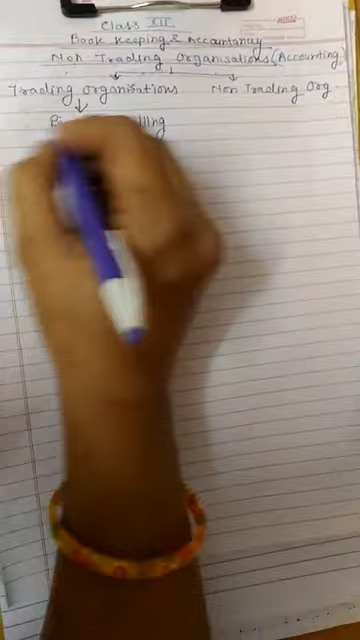 Class XII
Book Keeping & Accountancy
Non Trading Organisations (Accounting)
Trading Organisations Non Trading Org.